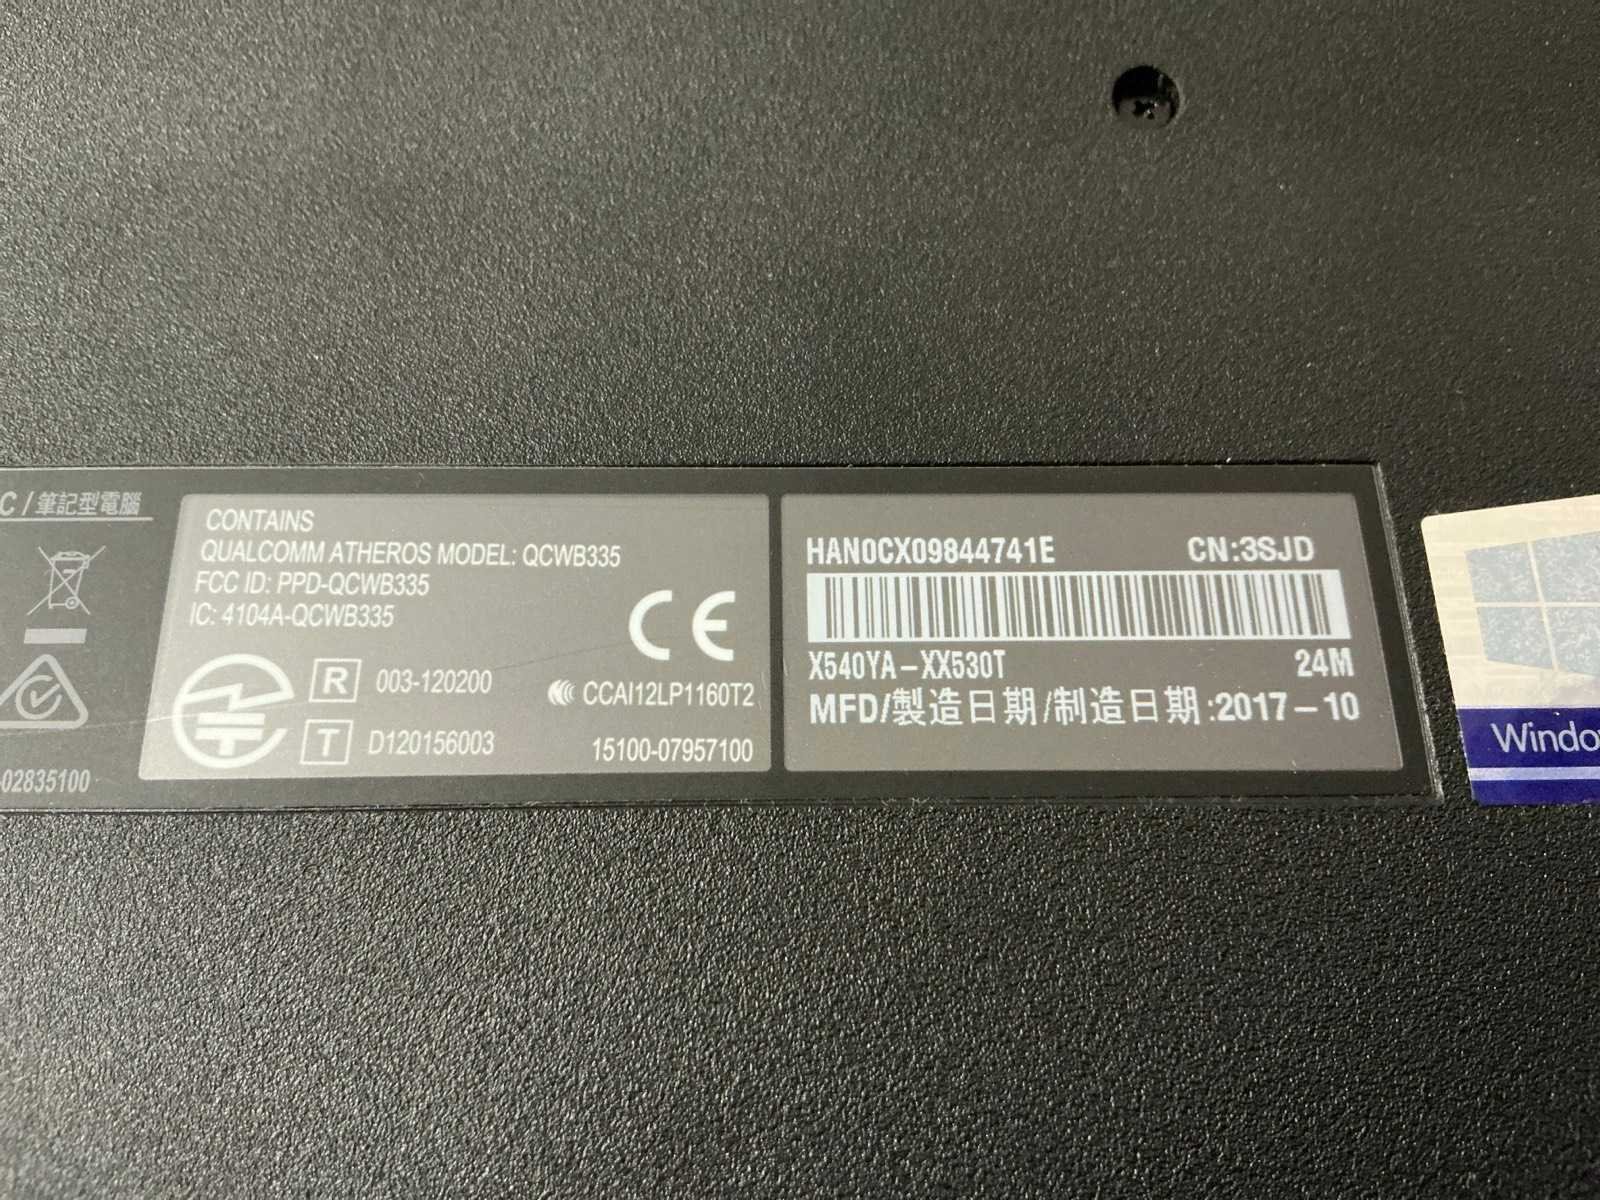 C / 筆記型電腦
-02835100
CONTAINS
QUALCOMM ATHEROS MODEL: QCWB335
FCC ID: PPD-QCWB335
IC: 4104A-QCWB335
CE
R 003-120200
CCAI12LP1160T2
T D120156003
15100-07957100
HAN0CX09844741E CN:3SJD
X540YA-XX530T 24M
MFD/製造日期/制造日期:2017-10
Windo